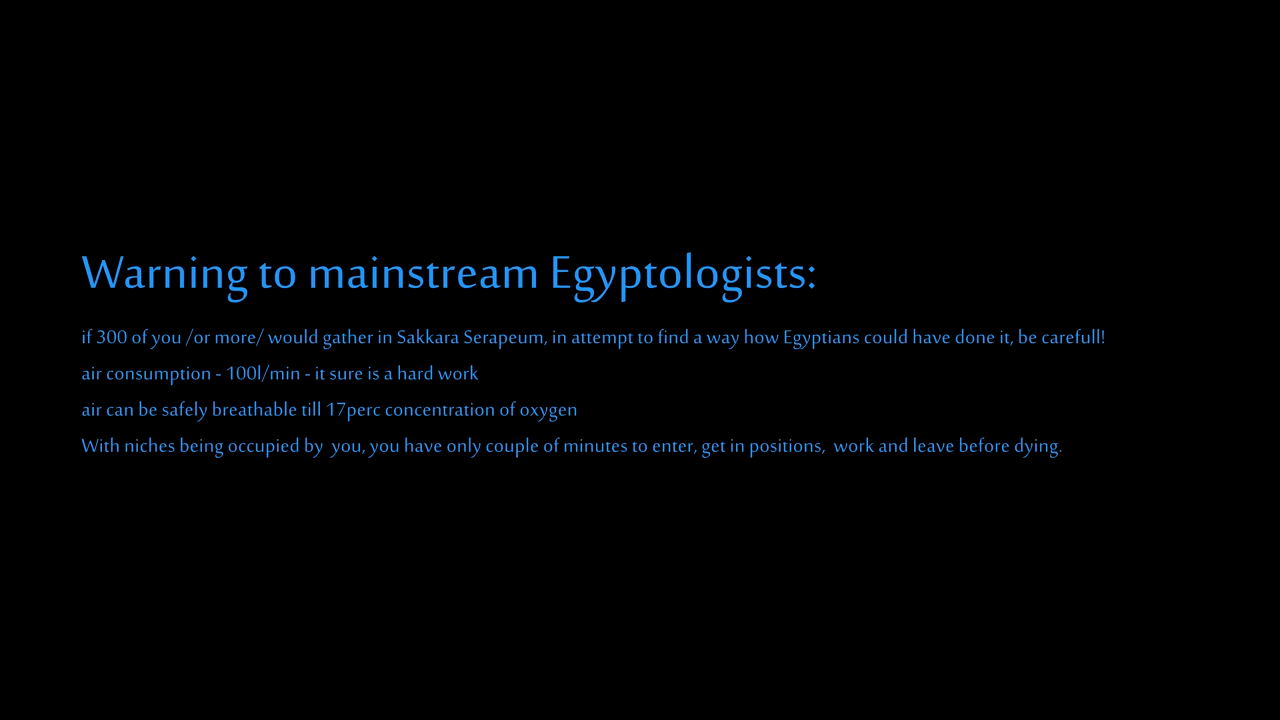 Warning to mainstream Egyptologists:
if 300 of you /or more/ would gather in Sakkara Serapeum, in attempt to find a way how Egyptians could have done it, be carefull!
air consumption - 100l/min - it sure is a hard work
air can be safely breathable till 17perc concentration of oxygen
With niches being occupied by  you, you have only couple of minutes to enter, get in positions,  work and leave before dying.